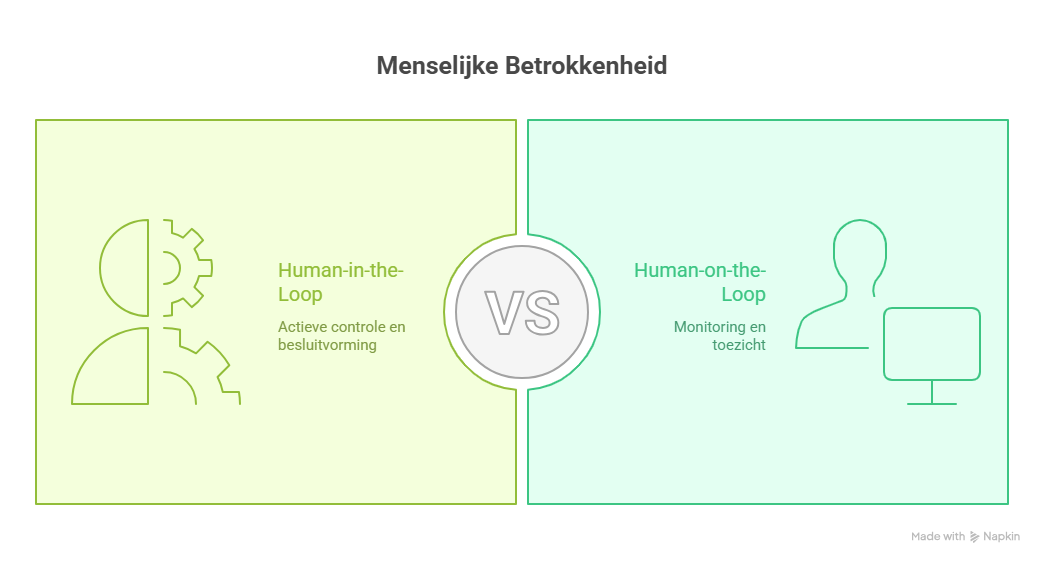 Menselijke Betrokkenheid
Human-in-the-
Loop
Actieve controle en
besluitvorming
VS
Human-on-the-
Loop
Monitoring en
toezicht
Made with Napkin